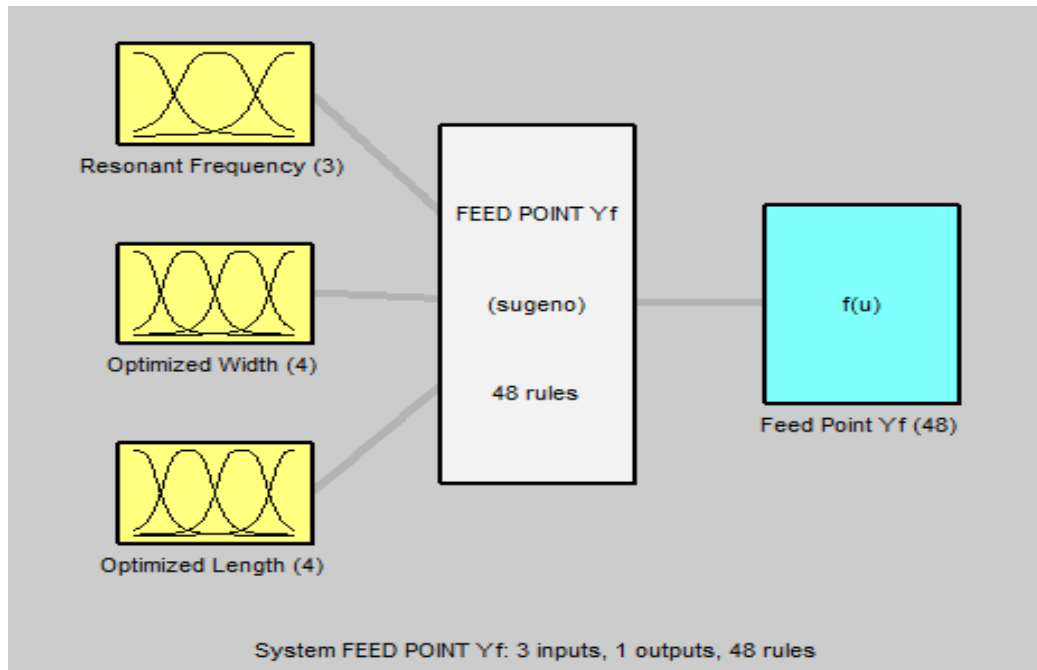 Resonant Frequency (3)
Optimized Width (4)
Optimized Length (4)
FEED POINT Yf
(sugeno)
48 rules
f(u)
Feed Point Yf (48)
System FEED POINT Yf: 3 inputs, 1 outputs, 48 rules